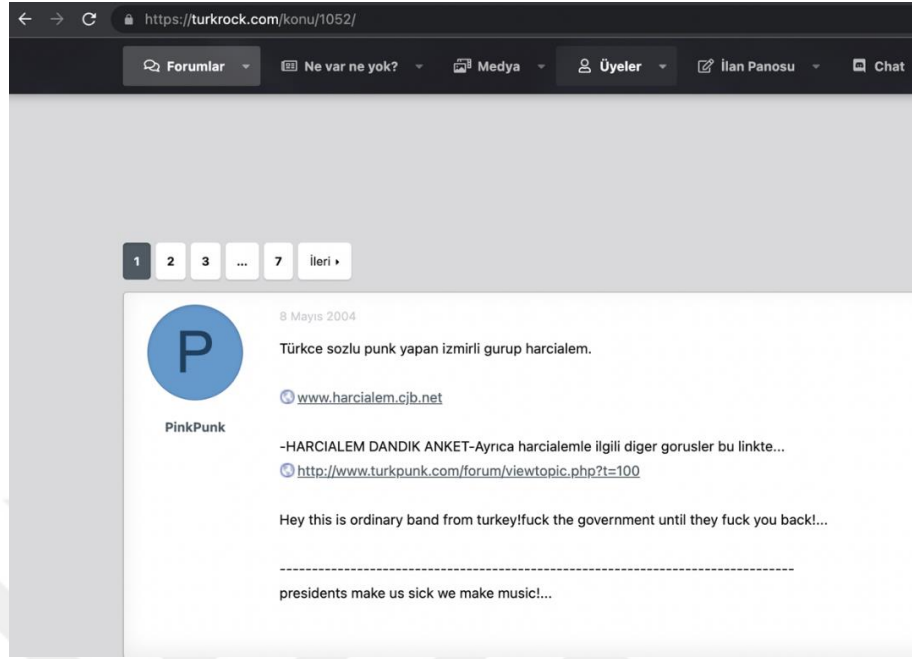 https://turkrock.com/konu/1052/
Forumlar Ne var ne yok? Medya Üyeler İlan Panosu Chat
1 2 3 ... 7 İleri
8 Mayıs 2004
P
Türkce sozlu punk yapan izmirli gurup harcialem.
www.harcialem.cjb.net
PinkPunk
-HARCIALEM DANDIK ANKET-Ayrıca harcialemle ilgili diger gorusler bu linkte...
http://www.turkpunk.com/forum/viewtopic.php?t=100
Hey this is ordinary band from turkey!fuck the government until they fuck you back!...
--------------------------------------------------------------------------------
presidents make us sick we make music!...